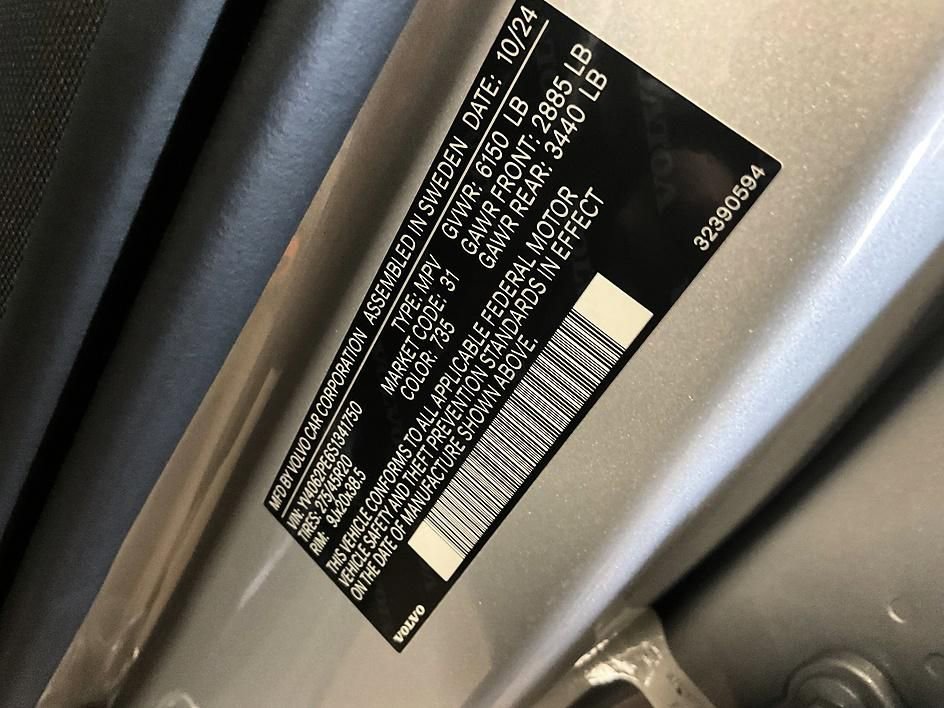 MFD BY VOLVO CAR CORPORATION ASSEMBLED IN SWEDEN DATE: 10/24
VIN: YV4062PE6S1341750 TYPE: MPV GVWR: 6150 LB
TIRES: 275/45R20 MARKET CODE: 31 GAWR FRONT: 2885 LB
RIM: 9Jx20x38.5 COLOR: 735 GAWR REAR: 3440 LB
THIS VEHICLE CONFORMS TO ALL APPLICABLE FEDERAL MOTOR
VEHICLE SAFETY AND THEFT PREVENTION STANDARDS IN EFFECT
ON THE DATE OF MANUFACTURE SHOWN ABOVE.
VOLVO
32390594